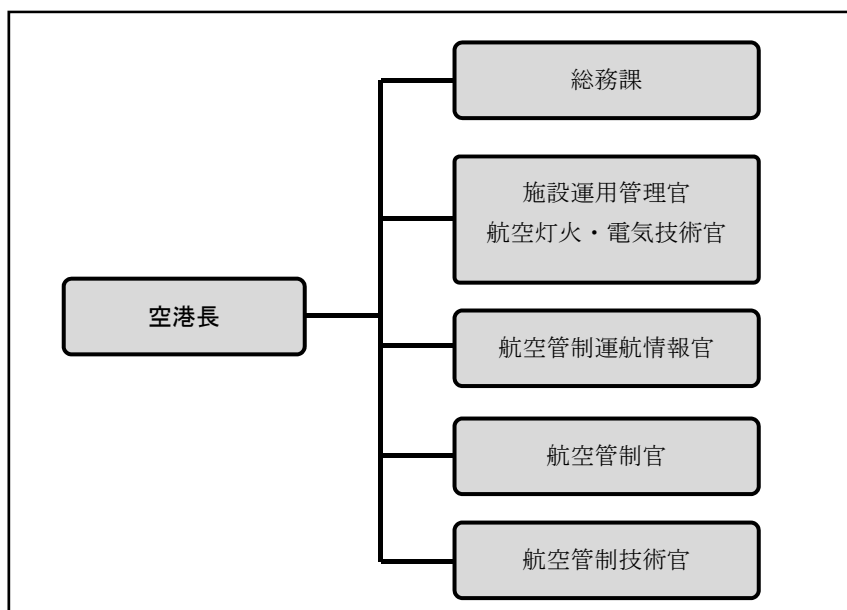 総務課
施設運用管理官
航空灯火・電気技術官
空港長
航空管制運航情報官
航空管制官
航空管制技術官